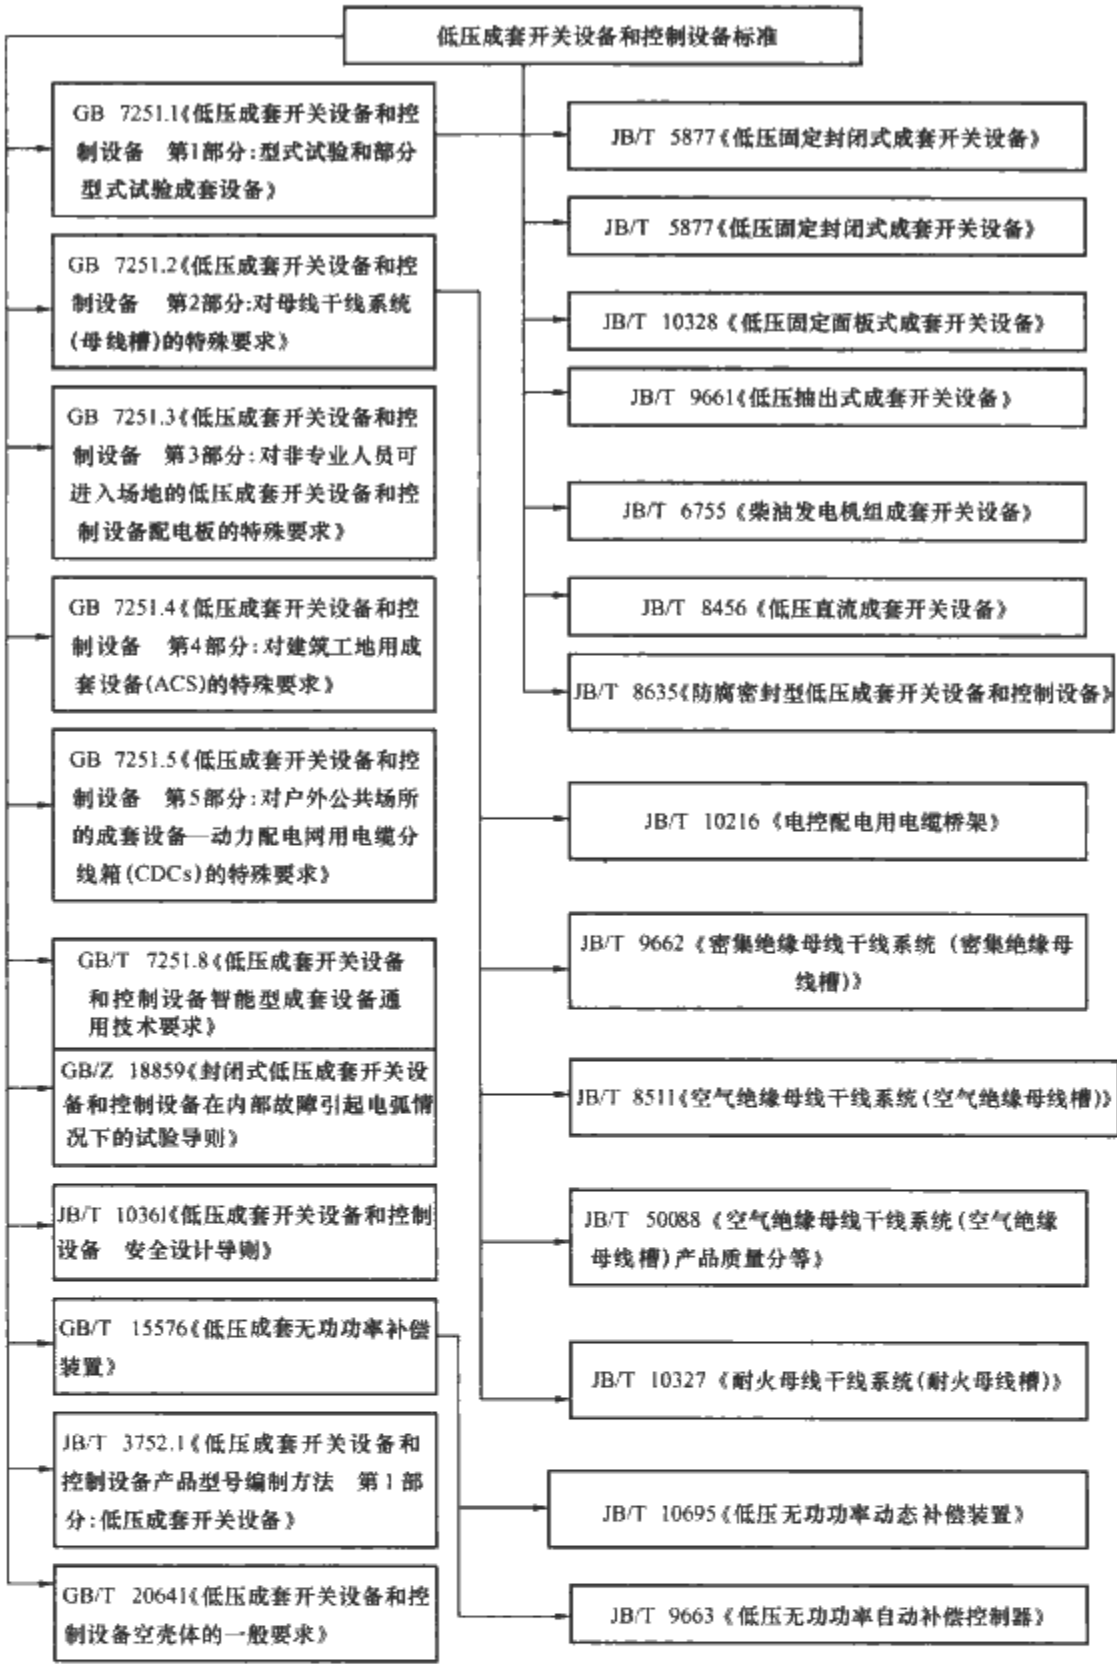 低压成套开关设备和控制设备标准
GB 7251.1《低压成套开关设备和控
制设备 第1部分:型式试验和部分
型式试验成套设备》
GB 7251.2《低压成套开关设备和控
制设备 第2部分:对母线干线系统
(母线槽)的特殊要求》
GB 7251.3《低压成套开关设备和控
制设备 第3部分:对非专业人员可
进入场地的低压成套开关设备和控
制设备配电板的特殊要求》
GB 7251.4《低压成套开关设备和控
制设备 第4部分:对建筑工地用成
套设备(ACS)的特殊要求》
GB 7251.5《低压成套开关设备和控
制设备 第5部分:对户外公共场所
的成套设备—动力配电网用电缆分
线箱(CDCs)的特殊要求》
GB/T 7251.8《低压成套开关设备
和控制设备智能型成套设备通
用技术要求》
GB/Z 18859《封闭式低压成套开关设
备和控制设备在内部故障引起电弧情
况下的试验导则》
JB/T 10361《低压成套开关设备和控制
设备 安全设计导则》
GB/T 15576《低压成套无功功率补偿
装置》
JB/T 3752.1《低压成套开关设备和
控制设备产品型号编制方法 第1部
分:低压成套开关设备》
GB/T 20641《低压成套开关设备和控
制设备空壳体的一般要求》
JB/T 5877《低压固定封闭式成套开关设备》
JB/T 5877《低压固定封闭式成套开关设备》
JB/T 10328《低压固定面板式成套开关设备》
JB/T 9661《低压抽出式成套开关设备》
JB/T 6755《柴油发电机组成套开关设备》
JB/T 8456《低压直流成套开关设备》
JB/T 8635《防腐密封型低压成套开关设备和控制设备》
JB/T 10216《电控配电用电缆桥架》
JB/T 9662《密集绝缘母线干线系统 (密集绝缘母
线槽)》
JB/T 8511《空气绝缘母线干线系统(空气绝缘母线槽)》
JB/T 50088《空气绝缘母线干线系统(空气绝缘
母线槽)产品质量分等》
JB/T 10327《耐火母线干线系统(耐火母线槽)》
JB/T 10695《低压无功功率动态补偿装置》
JB/T 9663《低压无功功率自动补偿控制器》